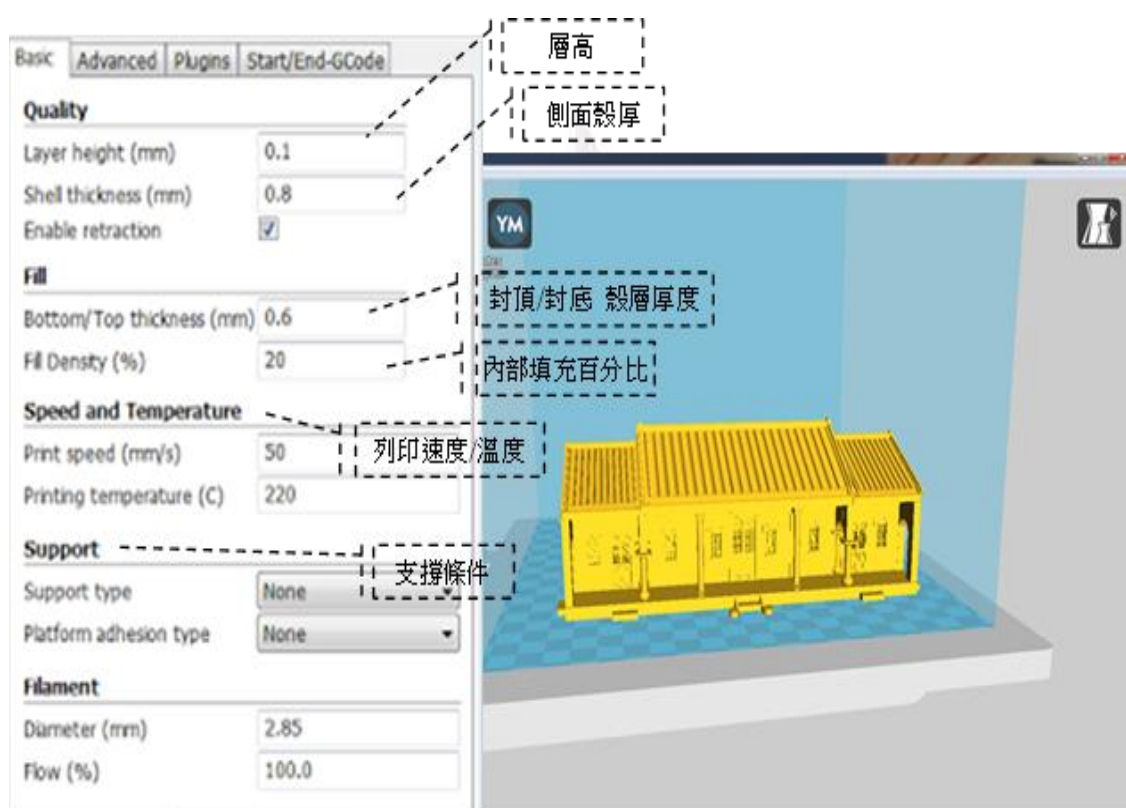 Basic Advanced Plugins Start/End-GCode
層高
Quality
側面殼厚
Layer height (mm) 0.1
Shell thickness (mm) 0.8
Enable retraction
YM
Fill
封頂/封底 殼層厚度
Bottom/Top thickness (mm) 0.6
Fill Density (%) 20
內部填充百分比
Speed and Temperature
列印速度/溫度
Print speed (mm/s) 50
Printing temperature (C) 220
Support
支撐條件
Support type None
Platform adhesion type None
Filament
Diameter (mm) 2.85
Flow (%) 100.0